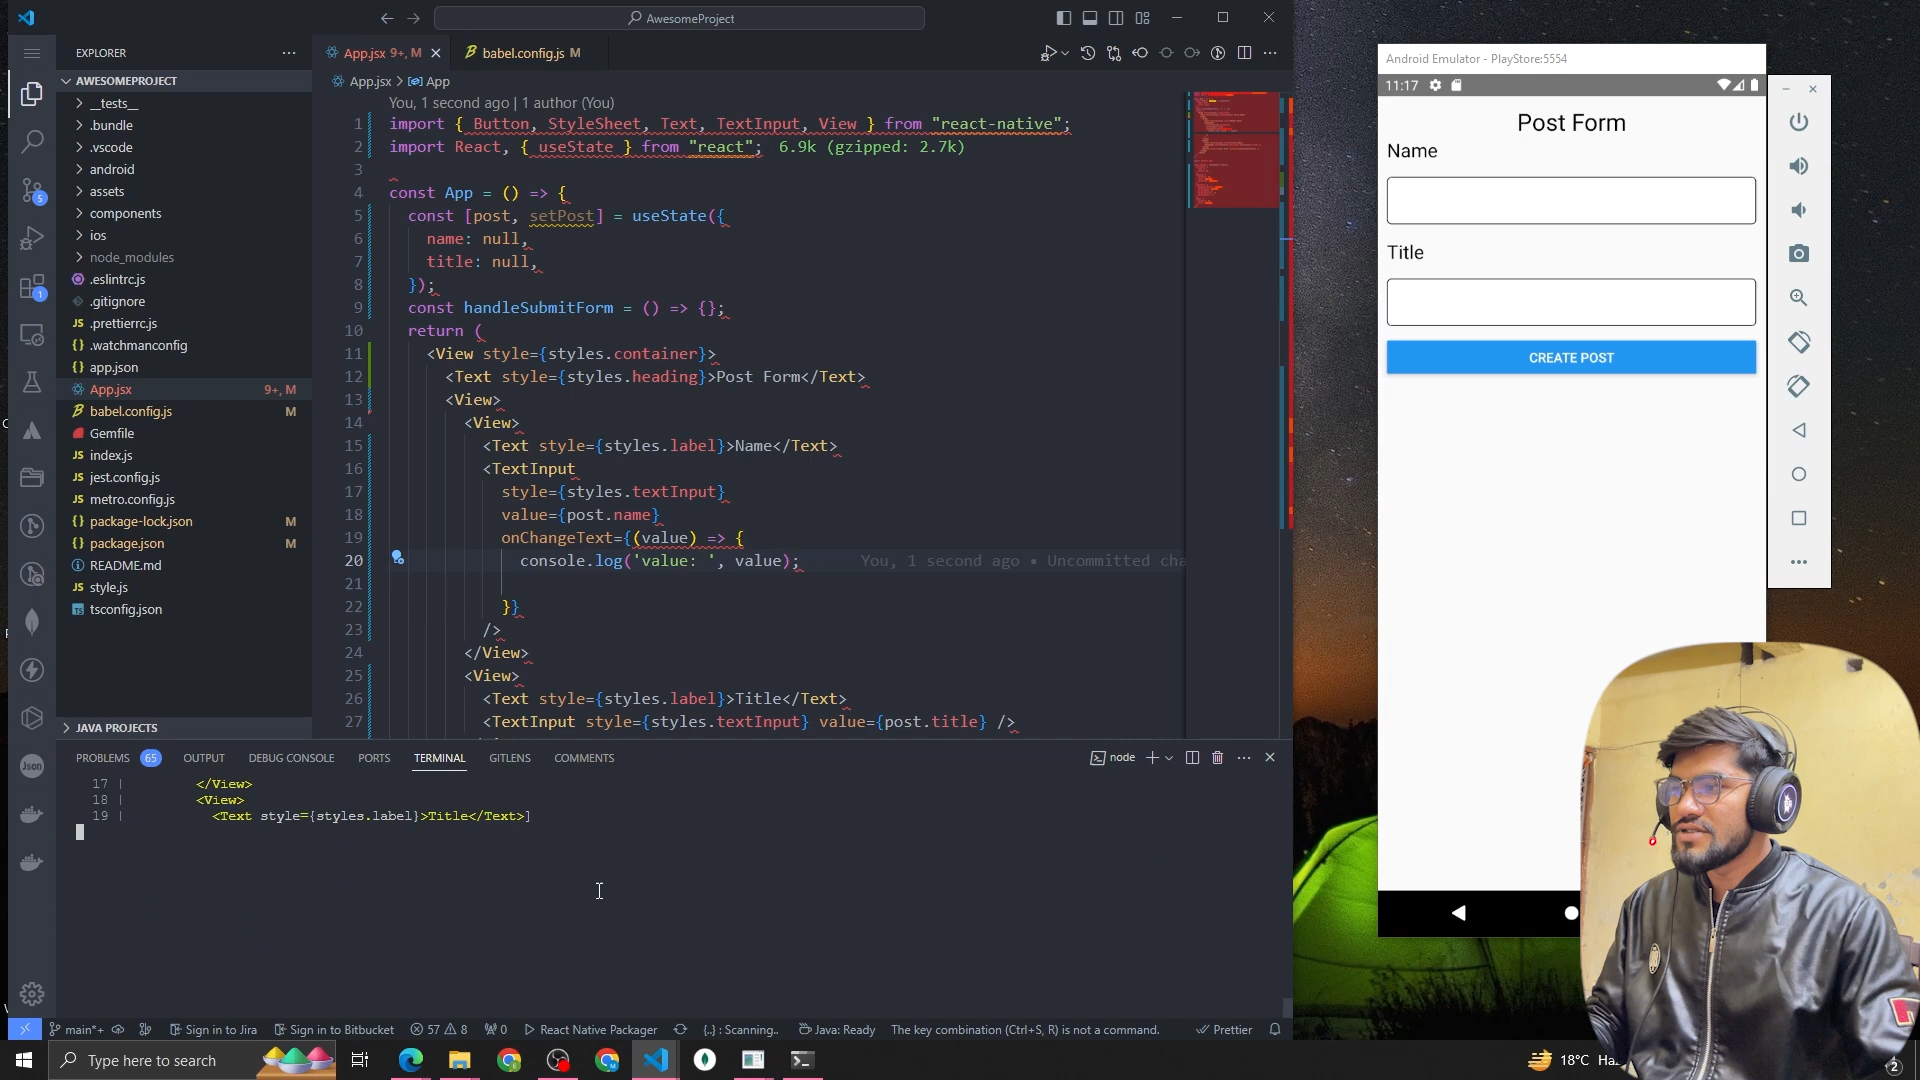 AwesomeProject
EXPLORER
AWESOMEPROJECT
__tests__
.bundle
.vscode
android
assets
components
ios
node_modules
.eslintrc.js
.gitignore
.prettierrc.js
.watchmanconfig
app.json
App.jsx 9+, M
babel.config.js M
Gemfile
index.js
jest.config.js
metro.config.js
package-lock.json M
package.json M
README.md
style.js
tsconfig.json
JAVA PROJECTS
App.jsx 9+, M
babel.config.js M
App.jsx > App
You, 1 second ago | 1 author (You)
1 import { Button, StyleSheet, Text, TextInput, View } from "react-native";
2 import React, { useState } from "react"; 6.9k (gzipped: 2.7k)
3
4 const App = () => {
5 const [post, setPost] = useState({
6 name: null,
7 title: null,
8 });
9 const handleSubmitForm = () => {};
10 return (
11 <View style={styles.container}>
12 <Text style={styles.heading}>Post Form</Text>
13 <View>
14 <View>
15 <Text style={styles.label}>Name</Text>
16 <TextInput
17 style={styles.textInput}
18 value={post.name}
19 onChangeText={(value) => {
20 console.log('value: ', value); You, 1 second ago • Uncommitted cha
21
22 }}
23 />
24 </View>
25 <View>
26 <Text style={styles.label}>Title</Text>
27 <TextInput style={styles.textInput} value={post.title} />
PROBLEMS 65 OUTPUT DEBUG CONSOLE PORTS TERMINAL GITLENS COMMENTS
node
17 | </View>
18 | <View>
19 | <Text style={styles.label}>Title</Text>]
main*+ Sign in to Jira Sign in to Bitbucket 57 8 0 React Native Packager {..} : Scanning.. Java: Ready The key combination (Ctrl+S, R) is not a command. Prettier
Type here to search
18°C
2
Android Emulator - PlayStore:5554
11:17
Post Form
Name
Title
CREATE POST
5
1
Json